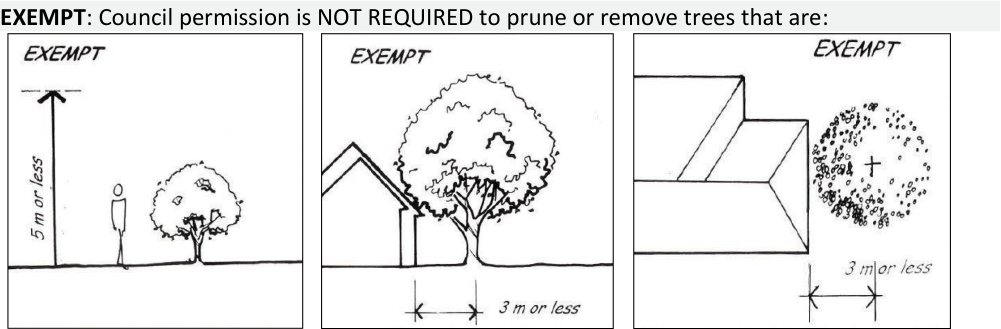 EXEMPT: Council permission is NOT REQUIRED to prune or remove trees that are:
EXEMPT
5 m or less
EXEMPT
3 m or less
EXEMPT
3 m or less